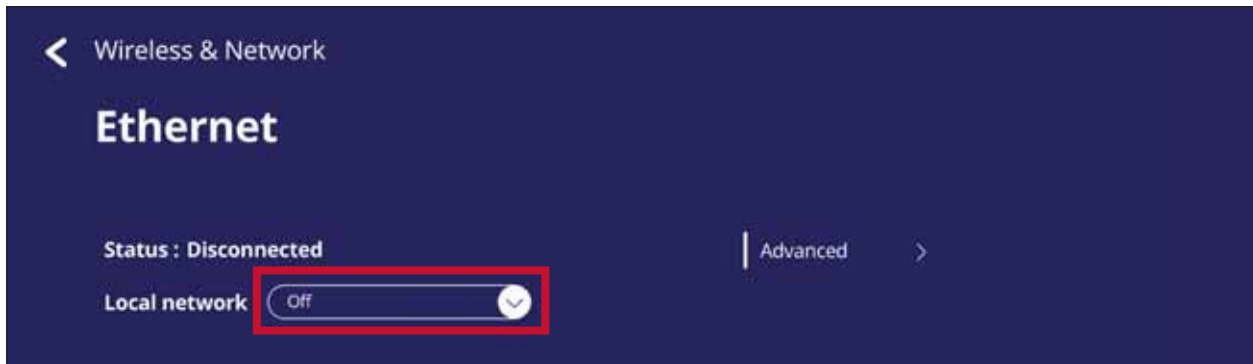 Wireless & Network
Ethernet
Status : Disconnected
Advanced
Local network
Off